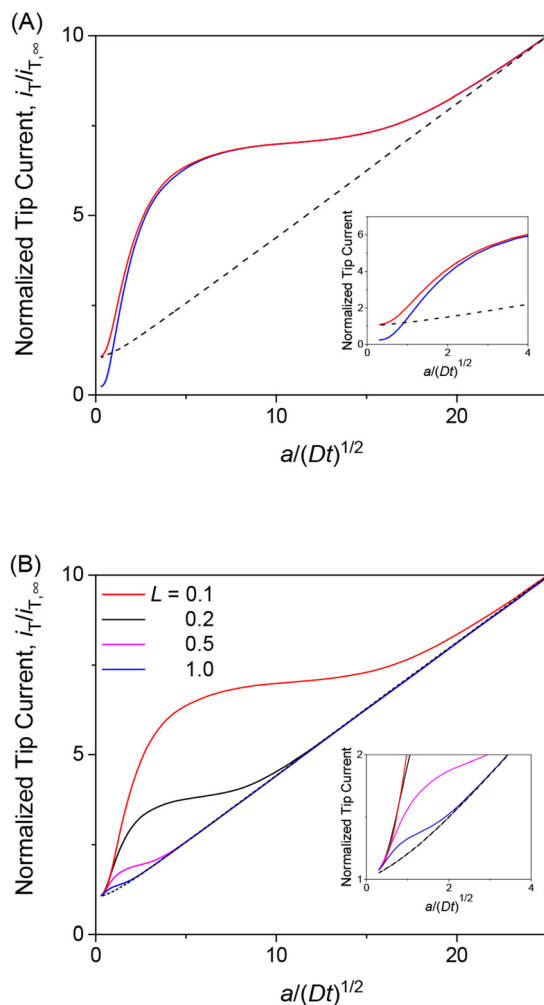 (A)
10
5
0
Normalized Tip Current, iT/iT,∞
0
10
20
a/(Dt)1/2
6
4
2
0
Normalized Tip Current
0
2
4
a/(Dt)1/2
(B)
10
5
0
Normalized Tip Current, iT/iT,∞
L = 0.1
0.2
0.5
1.0
0
10
20
a/(Dt)1/2
2
1
Normalized Tip Current
0
2
4
a/(Dt)1/2